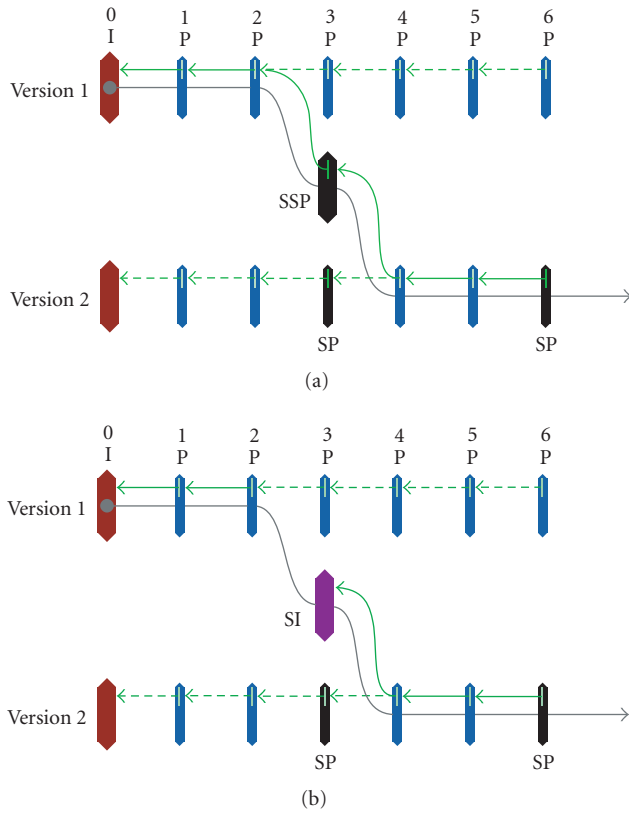 0 1 2 3 4 5 6
I P P P P P P
Version 1
SSP
Version 2
SP SP
(a)
0 1 2 3 4 5 6
I P P P P P P
Version 1
SI
Version 2
SP SP
(b)